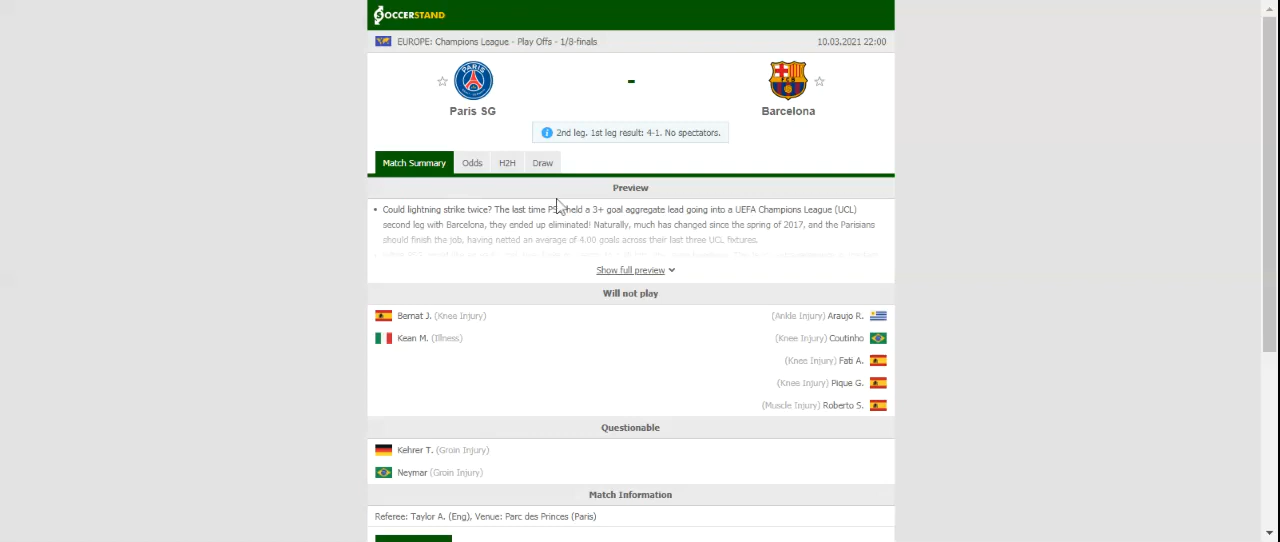 SOCCERSTAND
EUROPE: Champions League - Play Offs - 1/8-finals 10.03.2021 22:00
PARIS
Paris SG - Barcelona
2nd leg. 1st leg result: 4-1. No spectators.
Match Summary Odds H2H Draw
Preview
Could lightning strike twice? The last time PSG held a 3+ goal aggregate lead going into a UEFA Champions League (UCL)
second leg with Barcelona, they ended up eliminated! Naturally, much has changed since the spring of 2017, and the Parisians
should finish the job, having netted an average of 4.00 goals across their last three UCL fixtures.
Show full preview
Will not play
Bernat J. (Knee Injury) (Ankle Injury) Araujo R.
Kean M. (Illness) (Knee Injury) Coutinho
(Knee Injury) Fati A.
(Knee Injury) Pique G.
(Muscle Injury) Roberto S.
Questionable
Kehrer T. (Groin Injury)
Neymar (Groin Injury)
Match Information
Referee: Taylor A. (Eng), Venue: Parc des Princes (Paris)